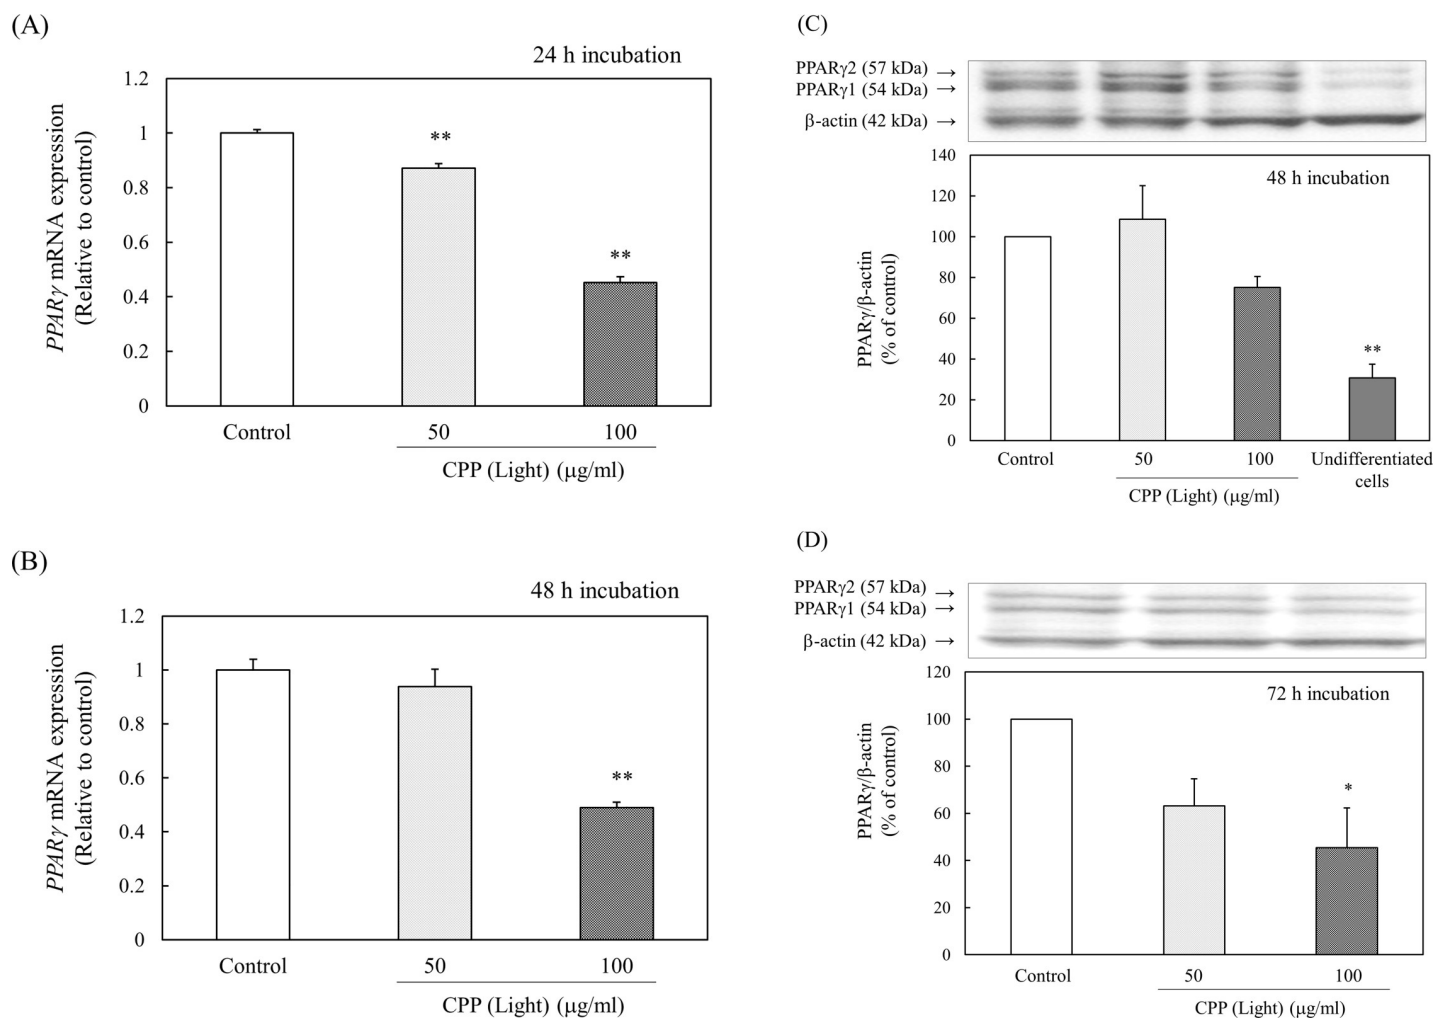 (A)
24 h incubation
PPARγ mRNA expression
(Relative to control)
1.2
1
0.8
0.6
0.4
0.2
0
**
**
Control
50
100
CPP (Light) (μg/ml)
(B)
48 h incubation
PPARγ mRNA expression
(Relative to control)
1.2
1
0.8
0.6
0.4
0.2
0
**
Control
50
100
CPP (Light) (μg/ml)
(C)
PPARγ2 (57 kDa) →
PPARγ1 (54 kDa) →
β-actin (42 kDa) →
48 h incubation
PPARγ/β-actin
(% of control)
140
120
100
80
60
40
20
0
**
Control
50
100
Undifferentiated
cells
CPP (Light) (μg/ml)
(D)
PPARγ2 (57 kDa) →
PPARγ1 (54 kDa) →
β-actin (42 kDa) →
72 h incubation
PPARγ/β-actin
(% of control)
120
100
80
60
40
20
0
*
Control
50
100
CPP (Light) (μg/ml)